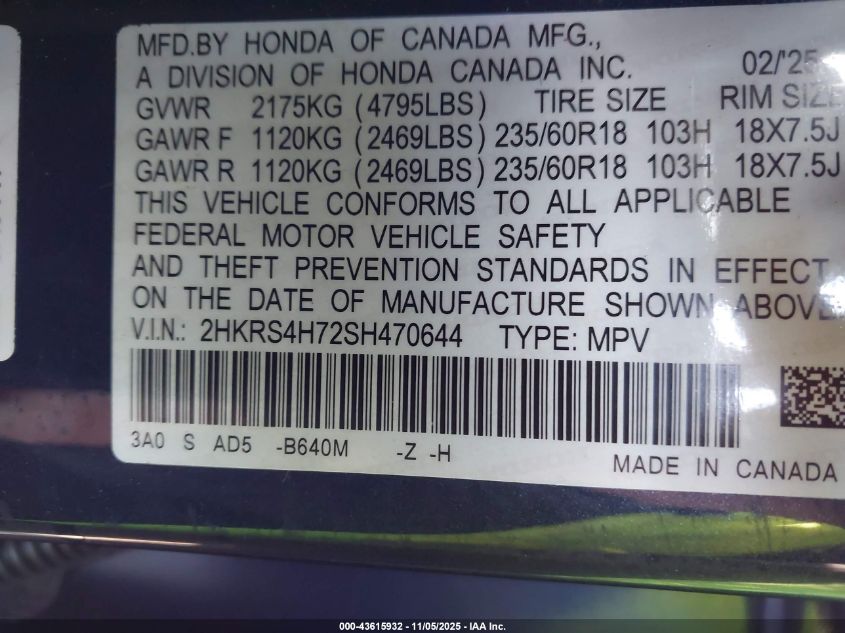 MFD.BY HONDA OF CANADA MFG.,
A DIVISION OF HONDA CANADA INC. 02/'25
GVWR 2175KG (4795LBS) TIRE SIZE RIM SIZE
GAWR F 1120KG (2469LBS) 235/60R18 103H 18X7.5J
GAWR R 1120KG (2469LBS) 235/60R18 103H 18X7.5J
THIS VEHICLE CONFORMS TO ALL APPLICABLE
FEDERAL MOTOR VEHICLE SAFETY
AND THEFT PREVENTION STANDARDS IN EFFECT
ON THE DATE OF MANUFACTURE SHOWN ABOVE
V.I.N.: 2HKRS4H72SH470644 TYPE: MPV
3A0 S AD5 -B640M -Z -H
MADE IN CANADA
000-43615932 - 11/05/2025 - IAA Inc.